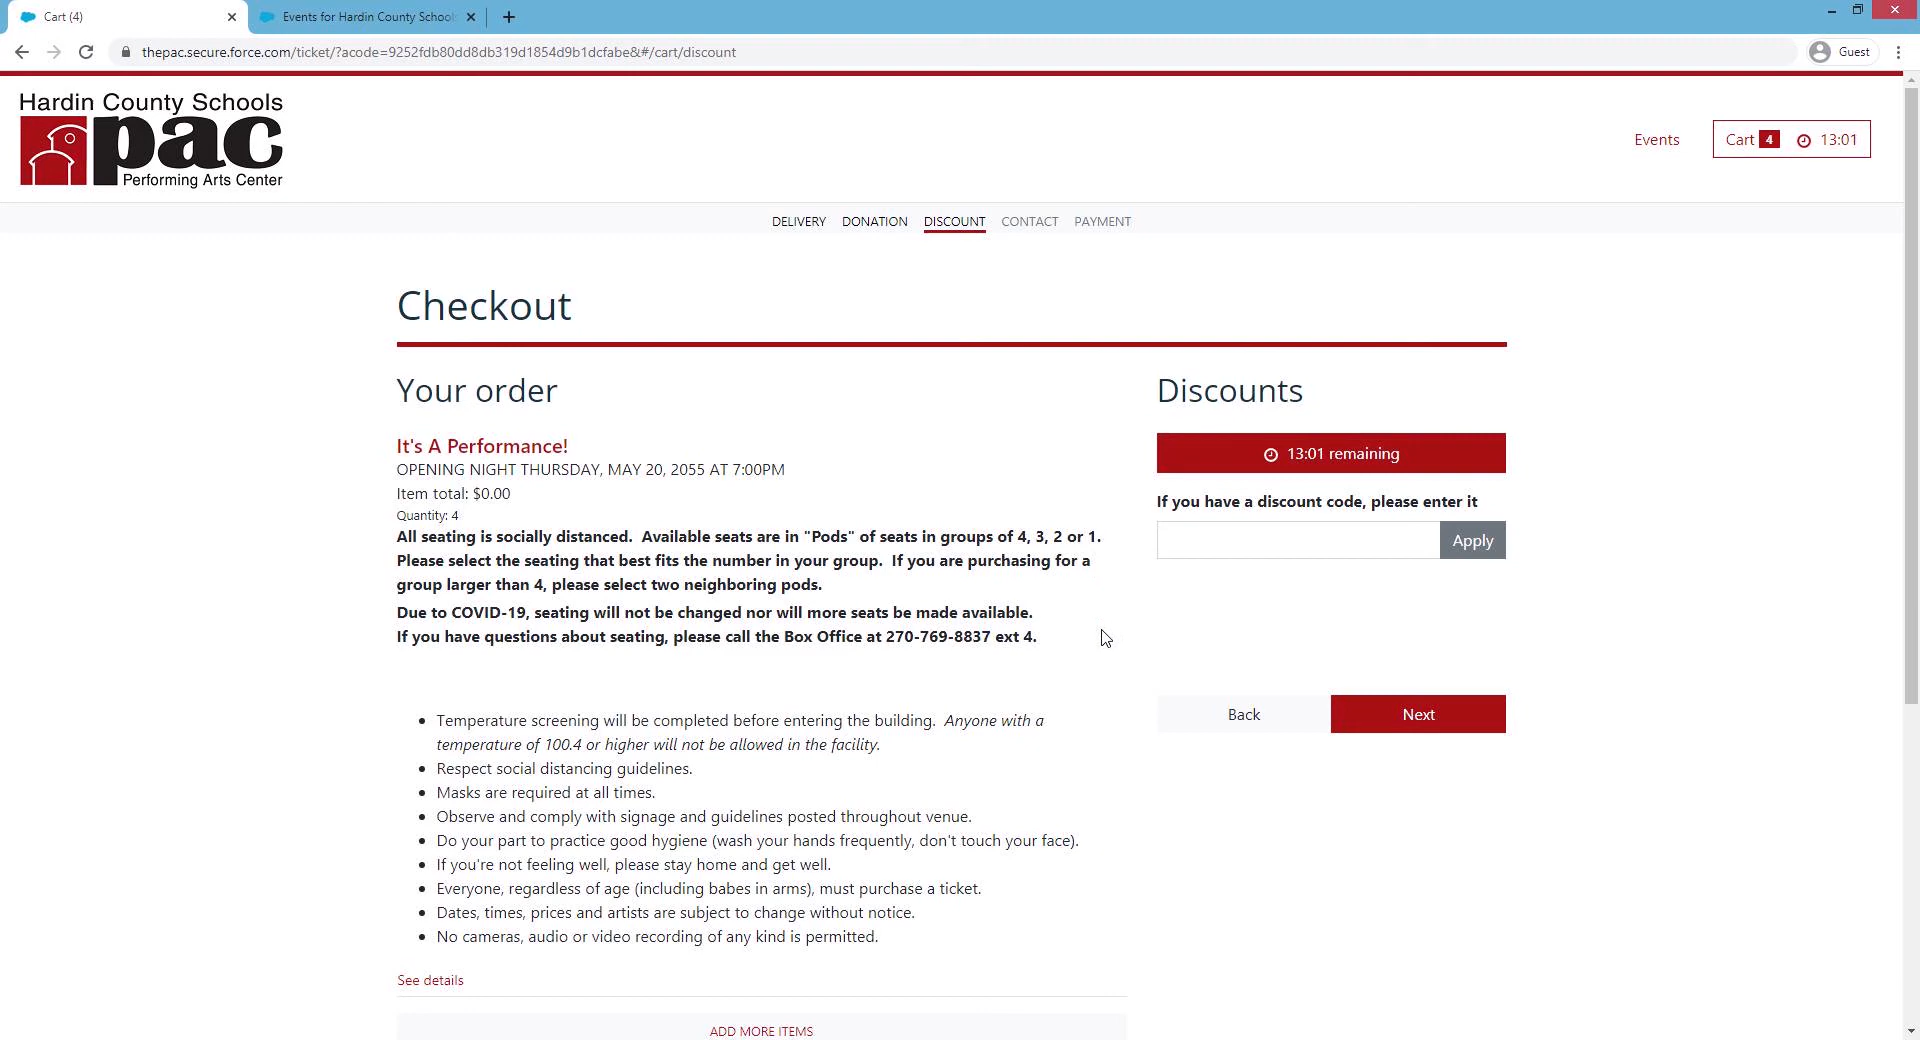 Cart (4)
Events for Hardin County School
thepac.secure.force.com/ticket/?acode=9252fdb80dd8db319d1854d9b1dcfabe&#/cart/discount
Guest
Hardin County Schools
pac
Performing Arts Center
Events
Cart 4 13:01
DELIVERY DONATION DISCOUNT CONTACT PAYMENT
Checkout
Your order
It's A Performance!
OPENING NIGHT THURSDAY, MAY 20, 2055 AT 7:00PM
Item total: $0.00
Quantity: 4
All seating is socially distanced. Available seats are in "Pods" of seats in groups of 4, 3, 2 or 1.
Please select the seating that best fits the number in your group. If you are purchasing for a
group larger than 4, please select two neighboring pods.
Due to COVID-19, seating will not be changed nor will more seats be made available.
If you have questions about seating, please call the Box Office at 270-769-8837 ext 4.
Temperature screening will be completed before entering the building. Anyone with a
temperature of 100.4 or higher will not be allowed in the facility.
Respect social distancing guidelines.
Masks are required at all times.
Observe and comply with signage and guidelines posted throughout venue.
Do your part to practice good hygiene (wash your hands frequently, don't touch your face).
If you're not feeling well, please stay home and get well.
Everyone, regardless of age (including babes in arms), must purchase a ticket.
Dates, times, prices and artists are subject to change without notice.
No cameras, audio or video recording of any kind is permitted.
See details
ADD MORE ITEMS
Discounts
13:01 remaining
If you have a discount code, please enter it
Apply
Back
Next